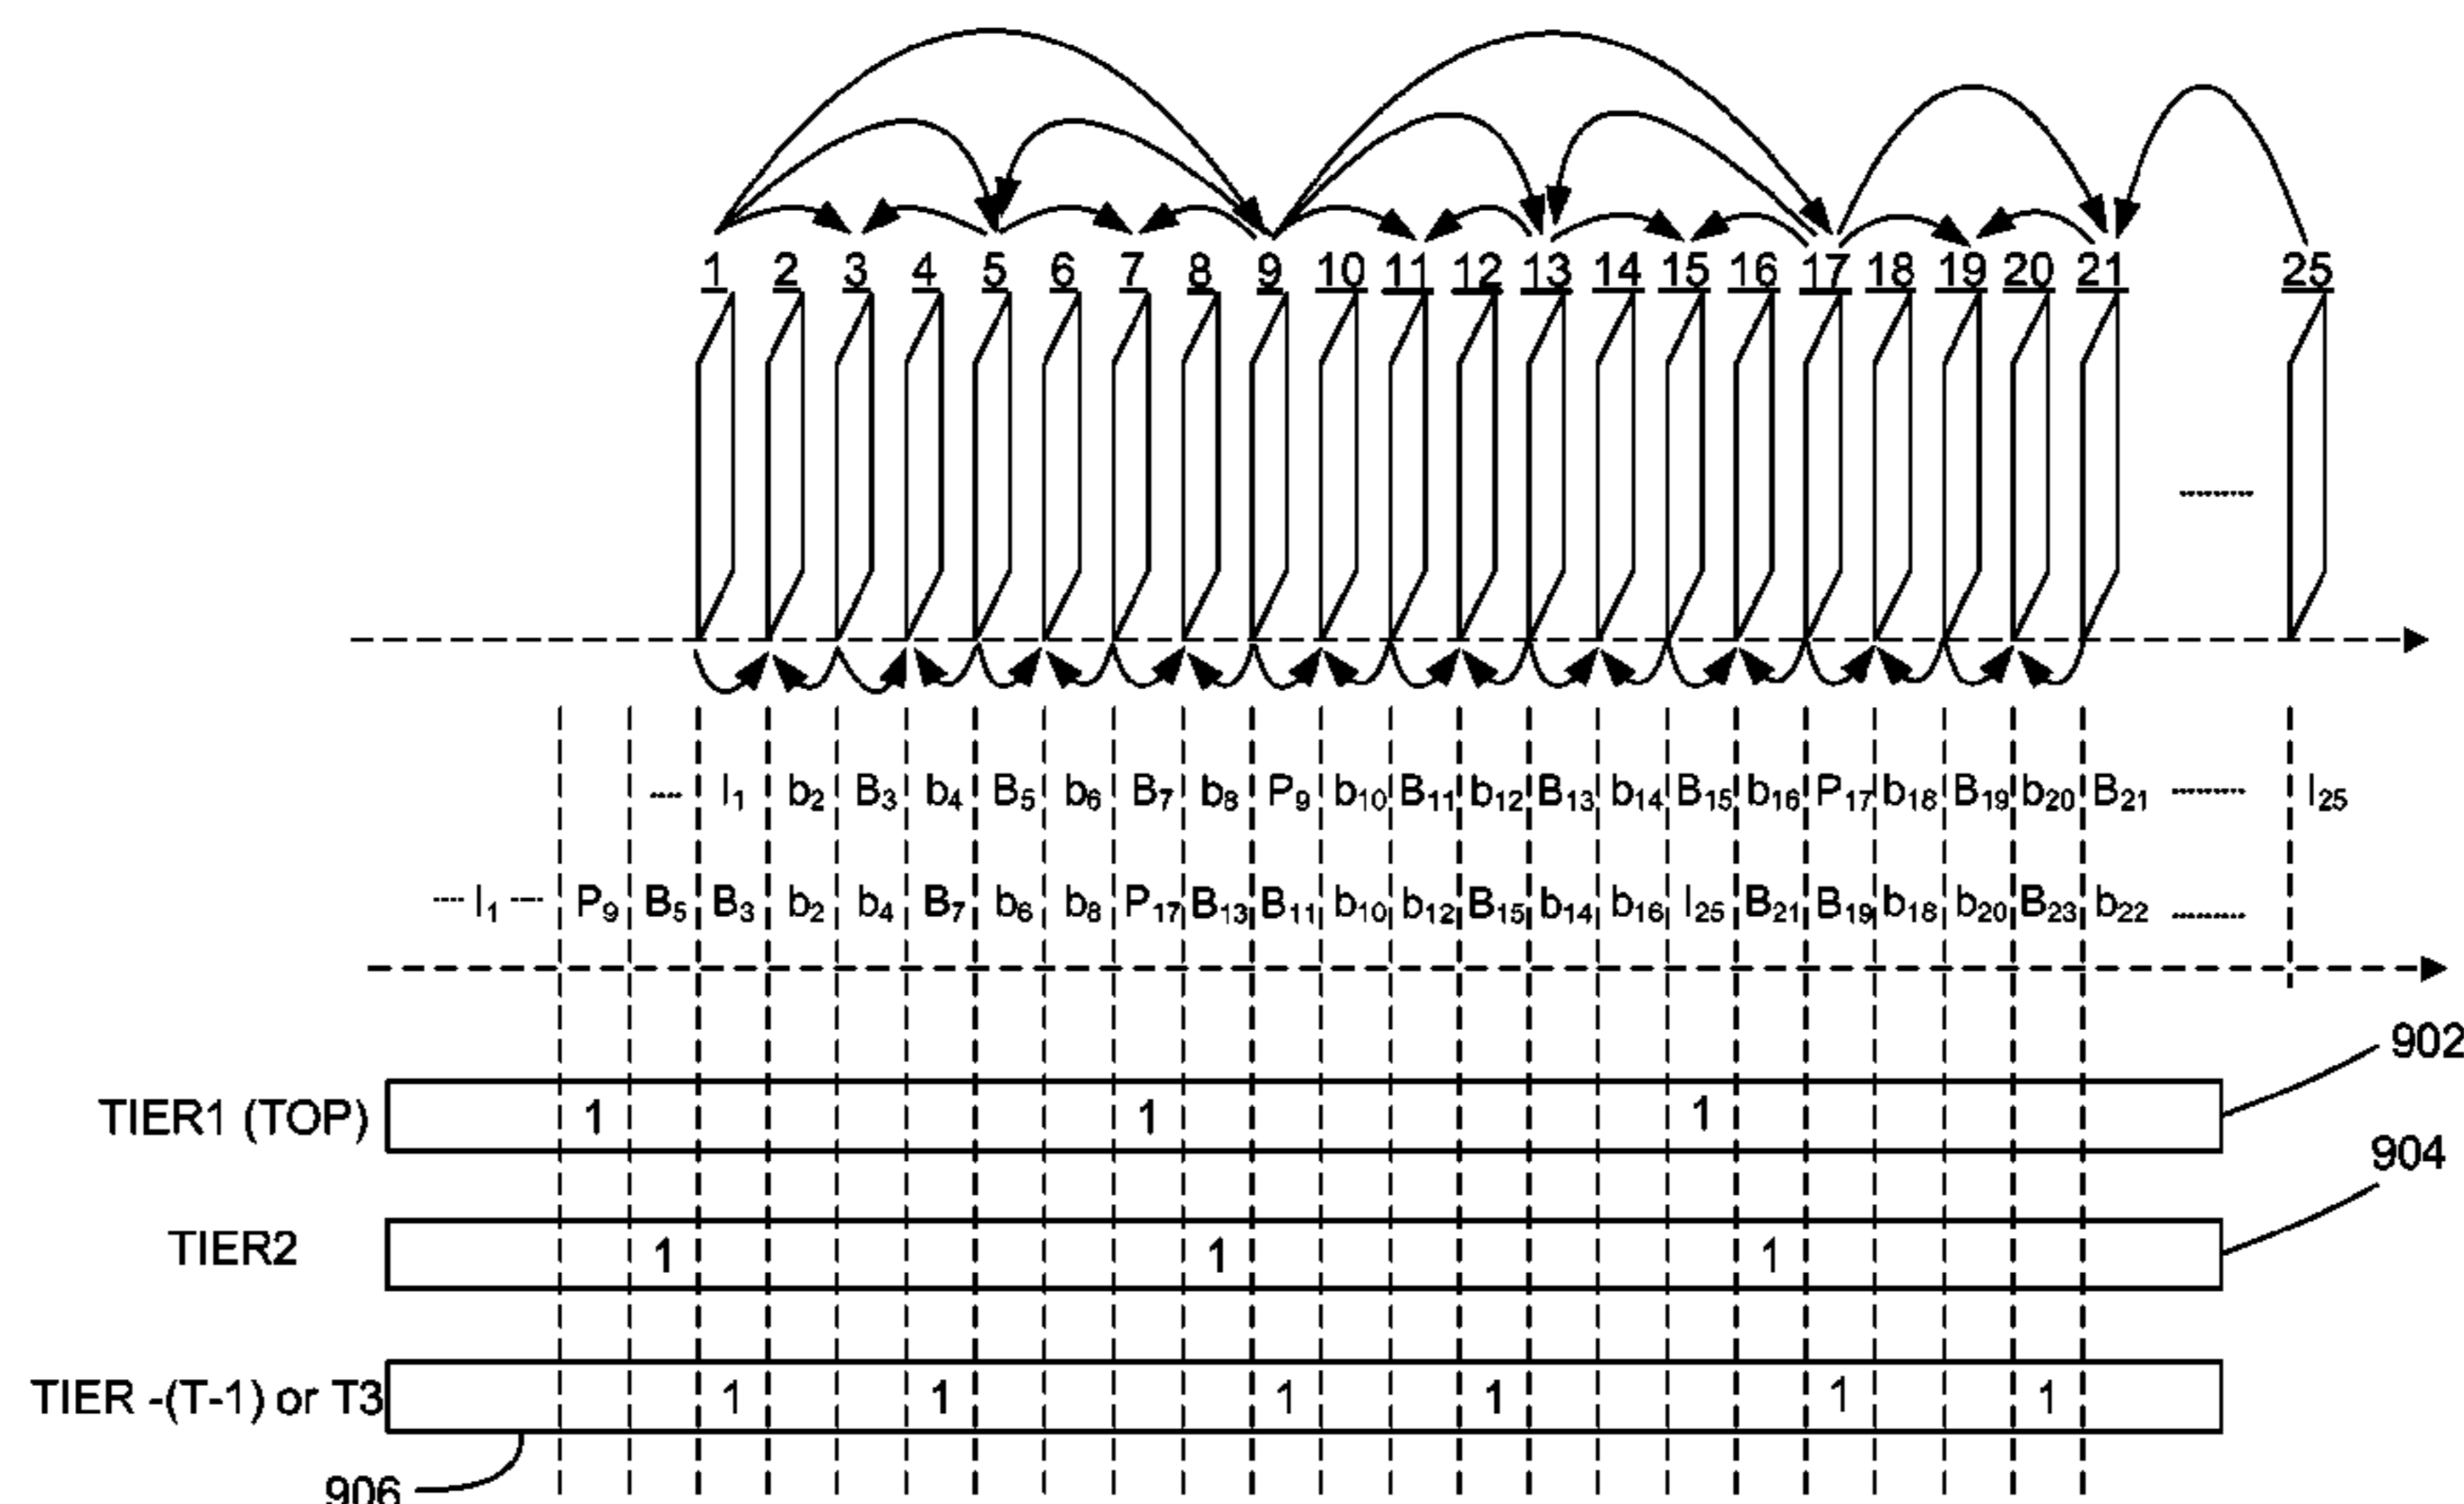 1 2 3 4 5 6 7 8 9 10 11 12 13 14 15 16 17 18 19 20 21 25
I₁ b₂ B₃ b₄ B₅ b₆ B₇ b₈ P₉ b₁₀ B₁₁ b₁₂ B₁₃ b₁₄ B₁₅ b₁₆ P₁₇ b₁₈ B₁₉ b₂₀ B₂₁ I₂₅
I₁ P₉ B₅ B₃ b₂ b₄ B₇ b₆ b₈ P₁₇ B₁₃ B₁₁ b₁₀ b₁₂ B₁₅ b₁₄ b₁₆ I₂₅ B₂₁ B₁₉ b₁₈ b₂₀ B₂₃ b₂₂
902
TIER1 (TOP) 1 1 1
904
TIER2 1 1 1
TIER -(T-1) or T3 1 1 1 1 1 1
906